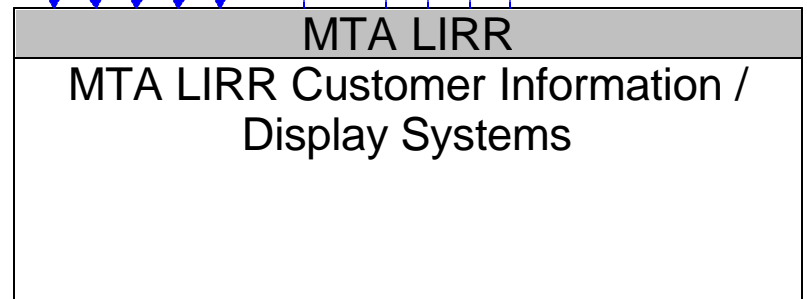 MTA LIRR
MTA LIRR Customer Information /
Display Systems